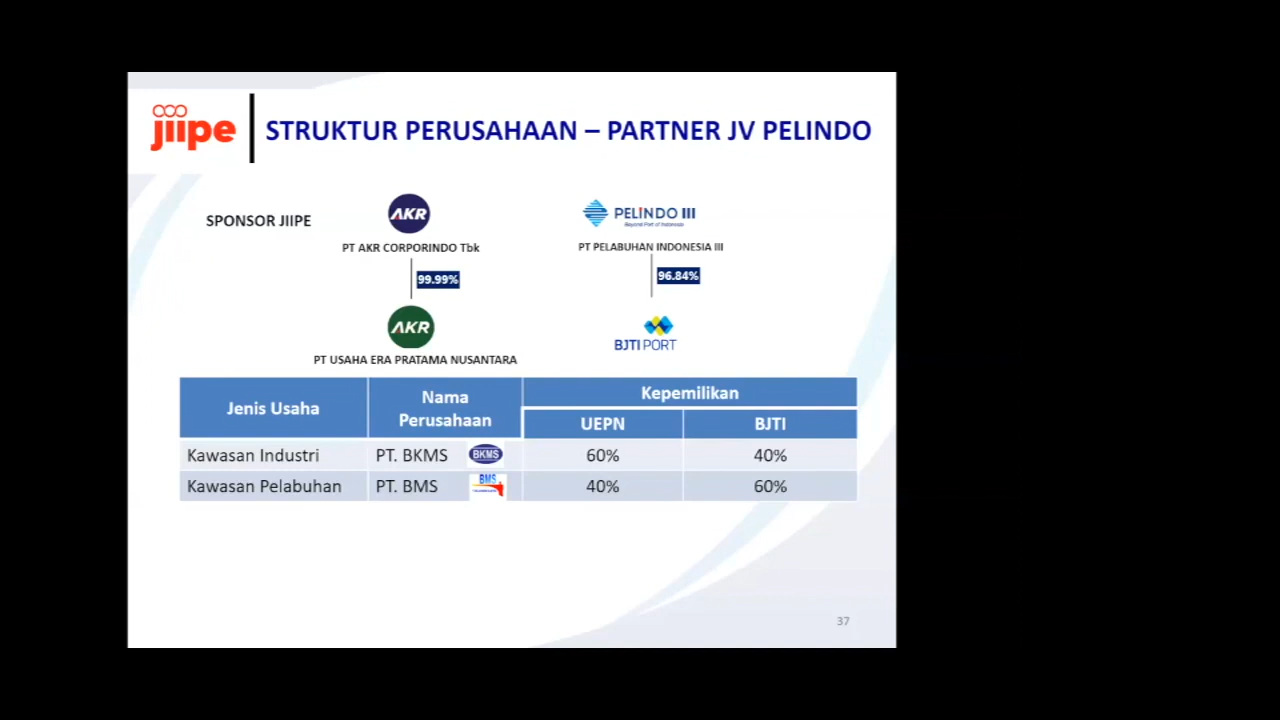 jiipe
STRUKTUR PERUSAHAAN – PARTNER JV PELINDO
SPONSOR JIIPE
AKR
PELINDO III
Beyond Port of Indonesia
PT AKR CORPORINDO Tbk
PT PELABUHAN INDONESIA III
99.99%
96.84%
AKR
BJTI PORT
PT USAHA ERA PRATAMA NUSANTARA
Jenis Usaha
Nama
Perusahaan
Kepemilikan
UEPN
BJTI
Kawasan Industri
PT. BKMS
BKMS
60%
40%
Kawasan Pelabuhan
PT. BMS
BMS
40%
60%
37